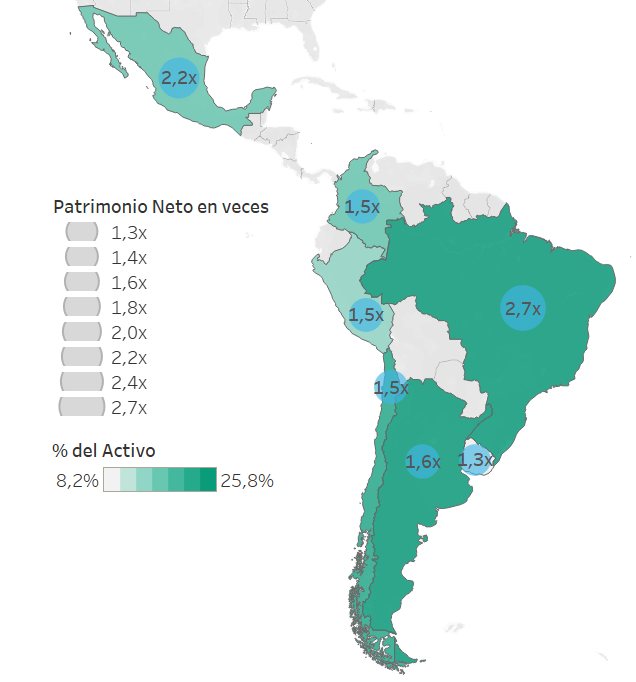 2,2x
1,5x
2,7x
1,5x
1,5x
1,6x
1,3x
Patrimonio Neto en veces
1,3x
1,4x
1,6x
1,8x
2,0x
2,2x
2,4x
2,7x
% del Activo
8,2% 25,8%